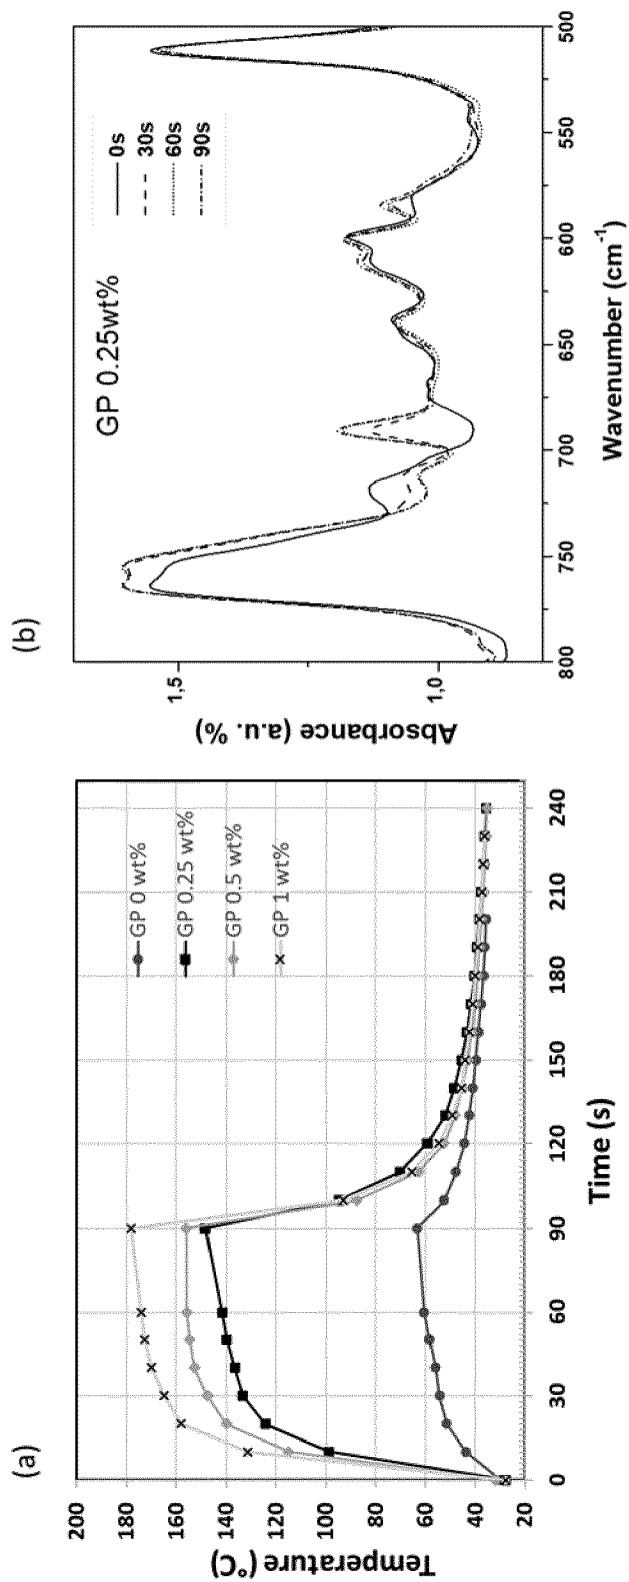 (a)
Temperature (°C)
200
180
160
140
120
100
80
60
40
20
GP 0 wt%
GP 0.25 wt%
GP 0.5 wt%
GP 1 wt%
0
30
60
90
120
150
180
210
240
Time (s)
(b)
Absorbance (a.u. %)
1,5
1,0
GP 0.25wt%
0s
30s
60s
90s
800
750
700
650
600
550
500
Wavenumber (cm⁻¹)